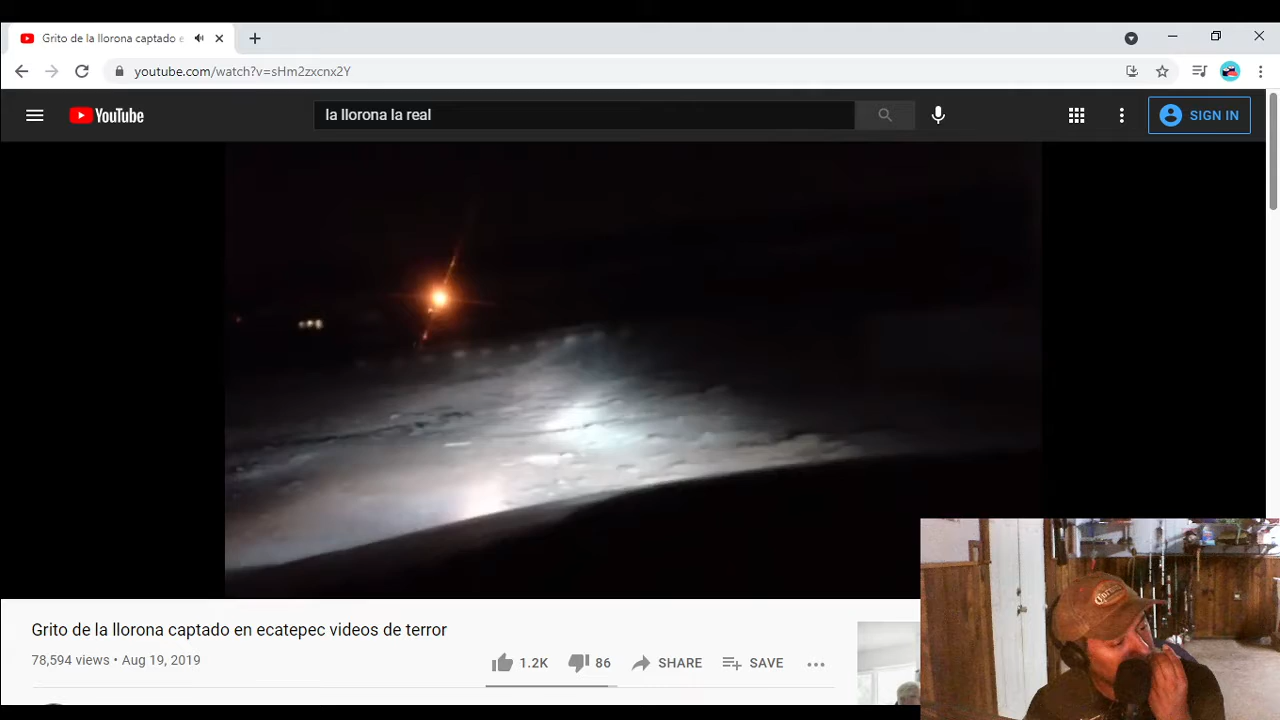 Grito de la llorona captado e
youtube.com/watch?v=sHm2zxcnx2Y
YouTube
la llorona la real
SIGN IN
Grito de la llorona captado en ecatepec videos de terror
78,594 views • Aug 19, 2019
1.2K
86
SHARE
SAVE
Corona